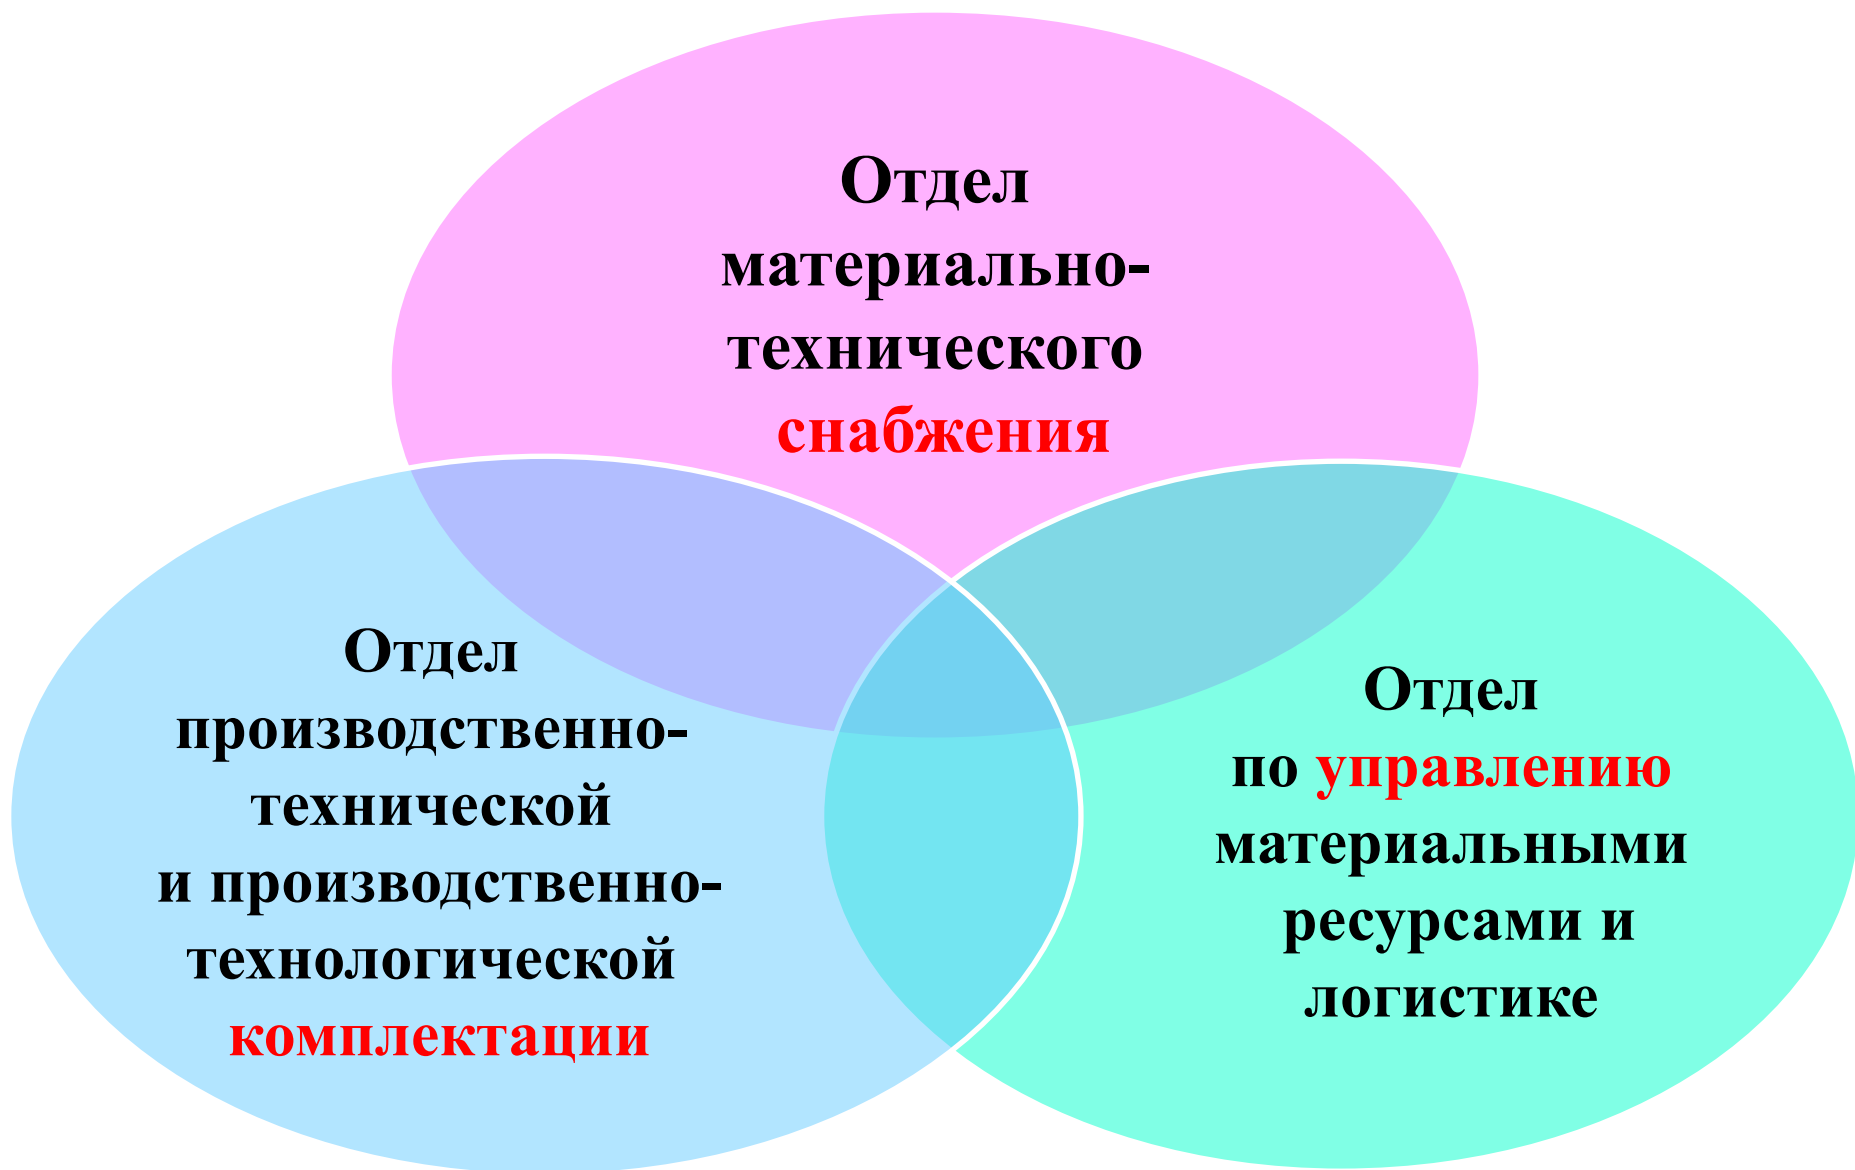 Отдел
материально-
технического
снабжения
Отдел
производственно-
технической
и производственно-
технологической
комплектации
Отдел
по управлению
материальными
ресурсами и
логистике